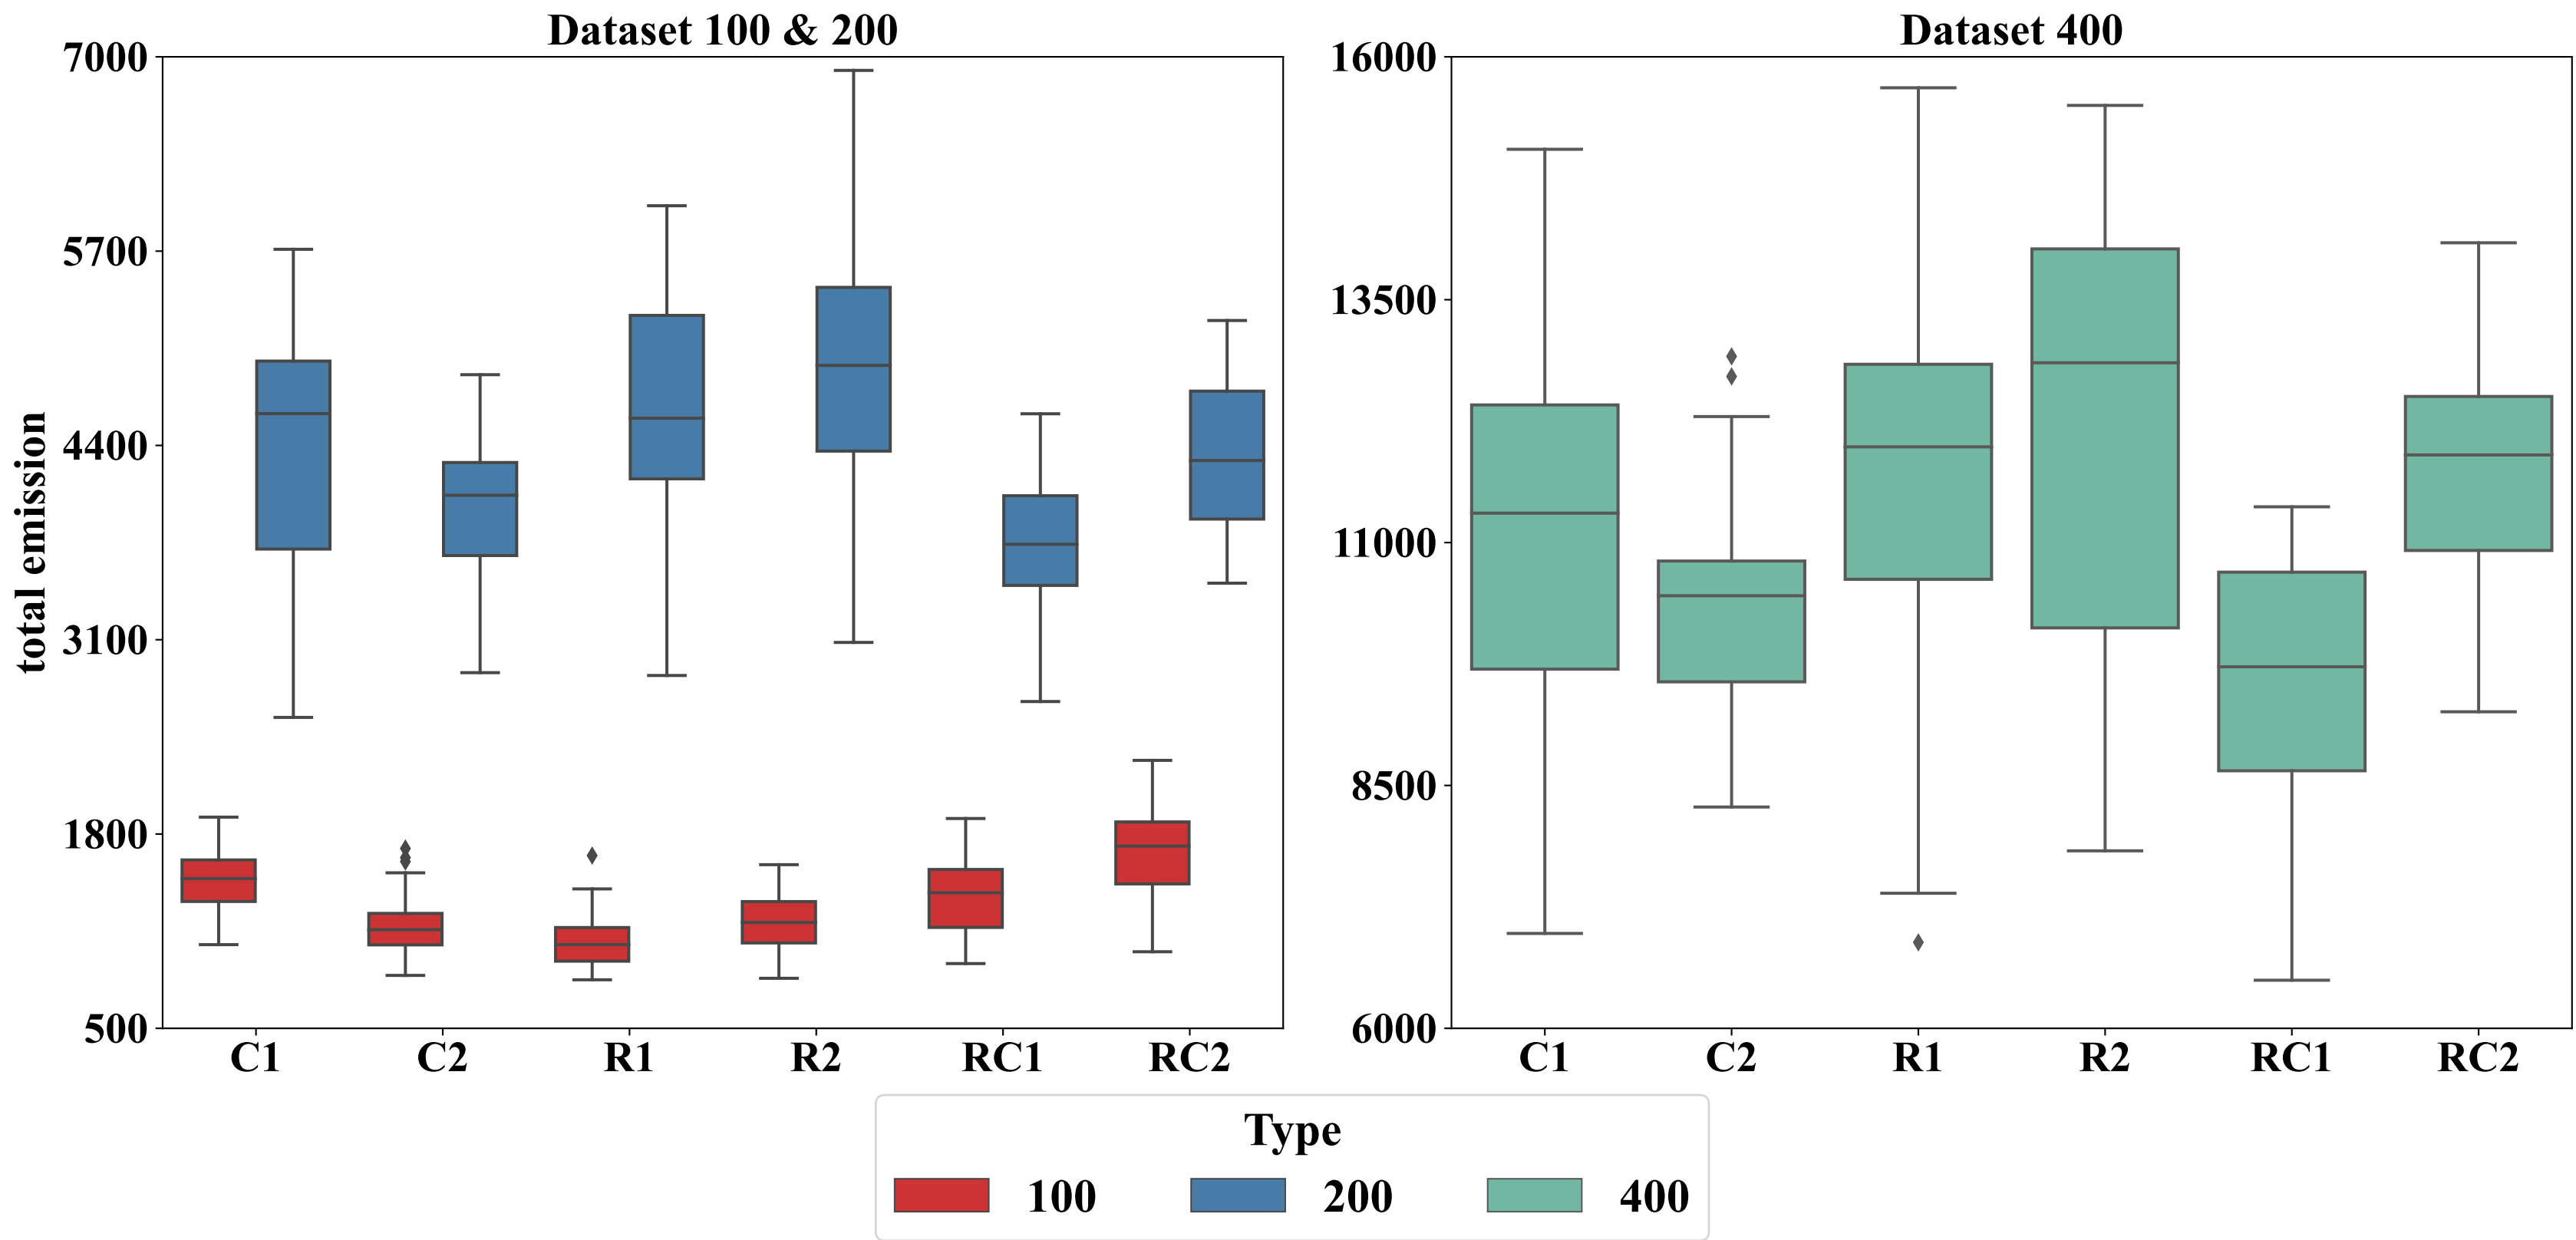 Dataset 100 & 200
7000
5700
4400
3100
1800
500
total emission
C1 C2 R1 R2 RC1 RC2
Dataset 400
16000
13500
11000
8500
6000
C1 C2 R1 R2 RC1 RC2
Type
100 200 400